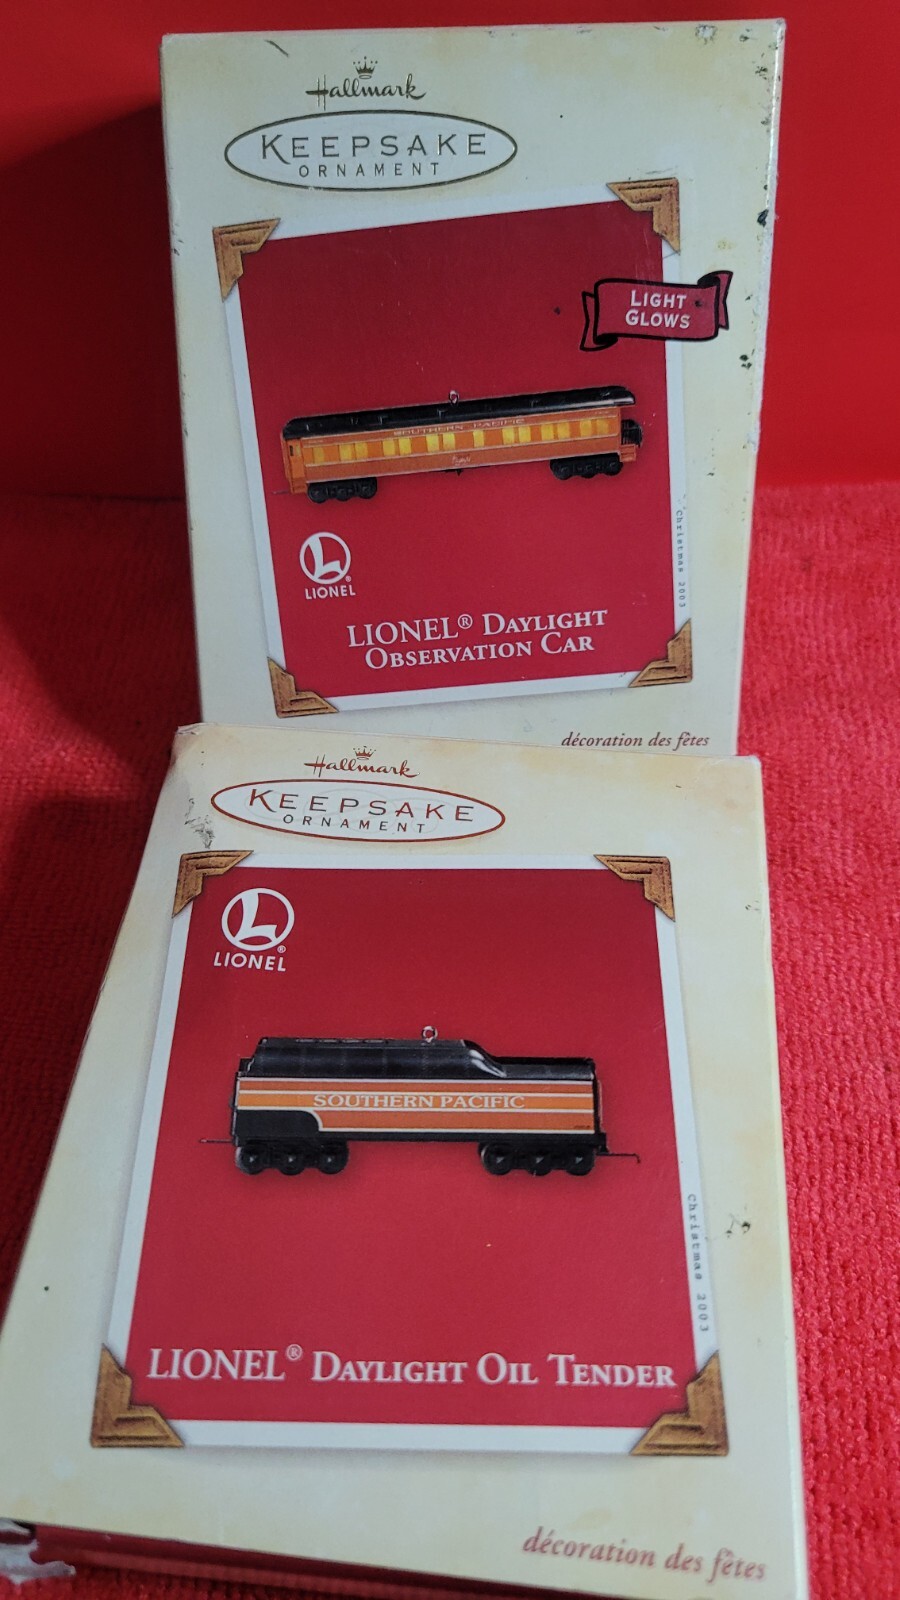 Hallmark
KEEPSAKE
ORNAMENT
LIGHT
GLOWS
SOUTHERN PACIFIC
LIONEL®
Christmas 2003
LIONEL® DAYLIGHT
OBSERVATION CAR
décoration des fêtes
Hallmark
KEEPSAKE
ORNAMENT
LIONEL®
SOUTHERN PACIFIC
Christmas 2003
LIONEL® DAYLIGHT OIL TENDER
décoration des fêtes